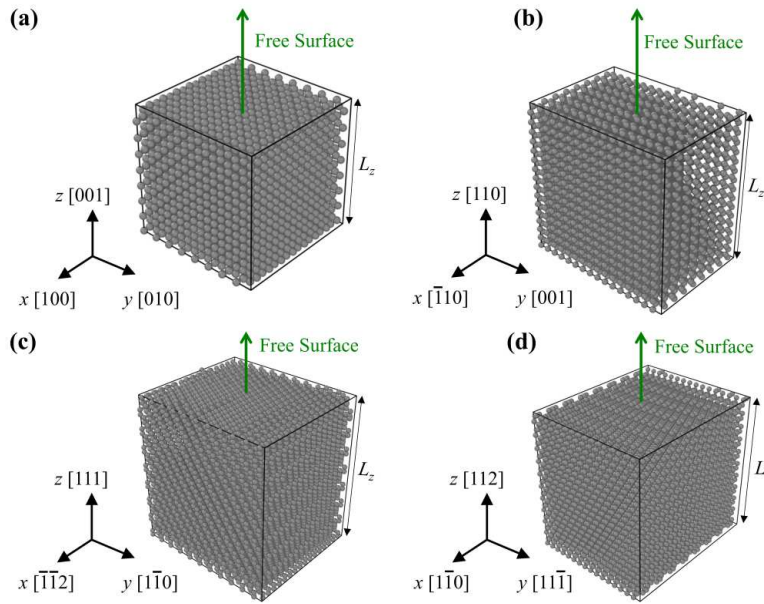 (a)
Free Surface
L_z
z [001]
x [100]
y [010]
(b)
Free Surface
L_z
z [110]
x [1̅10]
y [001]
(c)
Free Surface
L_z
z [111]
x [1̅1̅2]
y [11̅0]
(d)
Free Surface
L
z [112]
x [11̅0]
y [111̅]